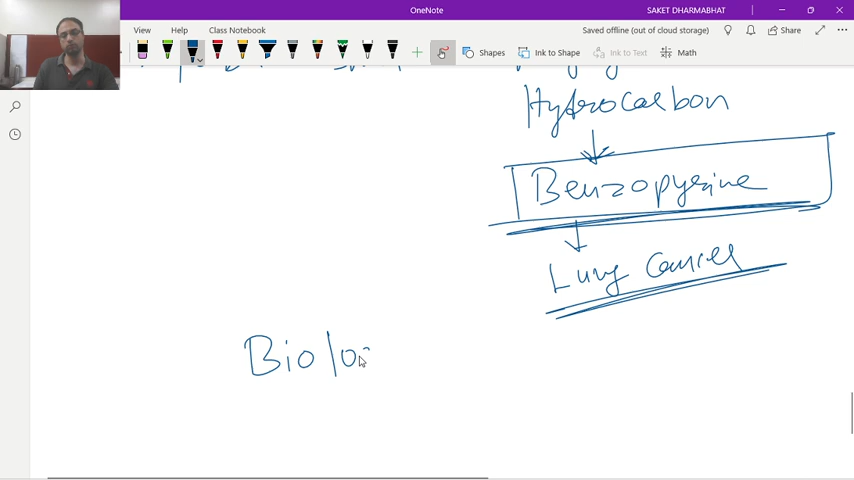 OneNote
SAKET DHARMABHAT
View Help Class Notebook
Saved offline (out of cloud storage)
Share
Shapes
Ink to Shape
Ink to Text
Math
Hydrocarbon
Benzopyrine
Lung Cancer
Biolo